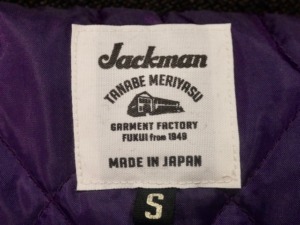 Jackman
TANABE MERIYASU
GARMENT FACTORY
FUKUI from 1949
MADE IN JAPAN
S